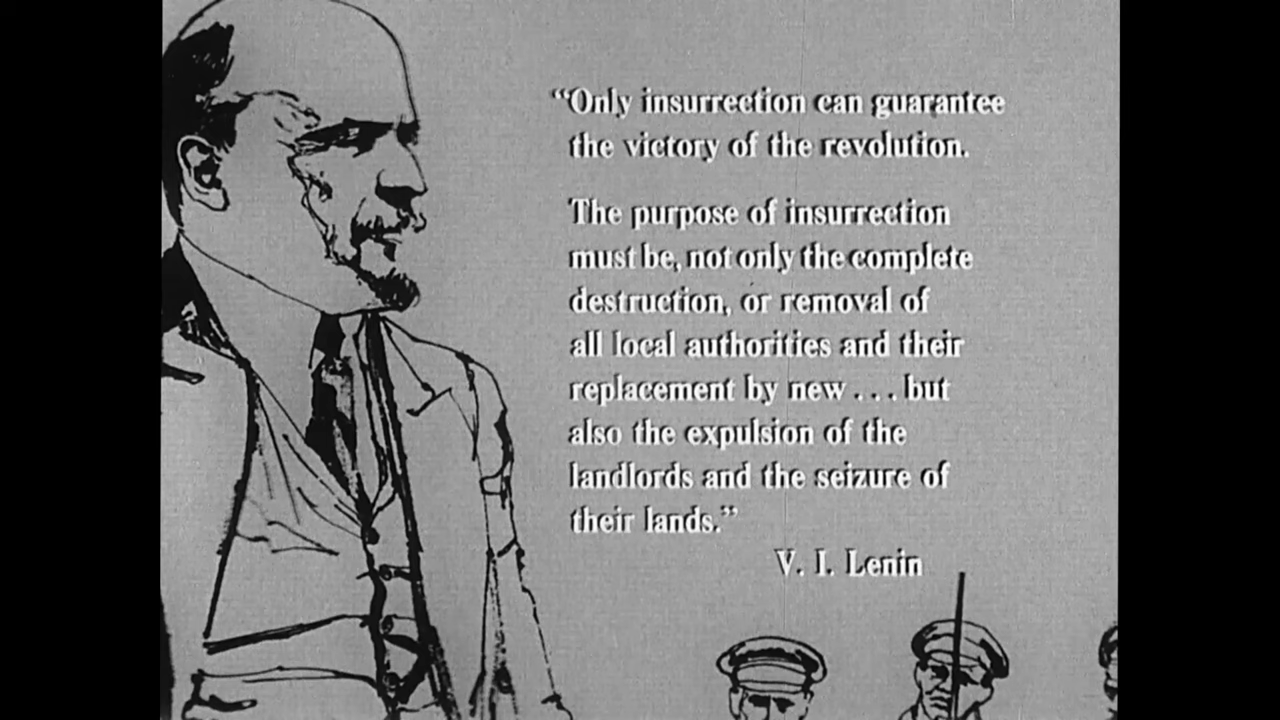 “Only insurrection can guarantee
the victory of the revolution.
The purpose of insurrection
must be, not only the complete
destruction, or removal of
all local authorities and their
replacement by new . . . but
also the expulsion of the
landlords and the seizure of
their lands.”
V. I. Lenin